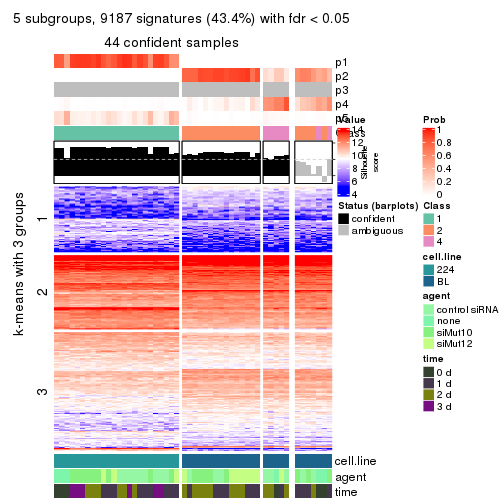 5 subgroups, 9187 signatures (43.4%) with fdr < 0.05
44 confident samples
p1
p2
p3
p4
p5
Class
Value
14
12
10
8
6
4
Silhouette
score
Prob
1
0.8
0.6
0.4
0.2
0
Status (barplots)
confident
ambiguous
Class
1
2
4
cell.line
224
BL
agent
control siRNA
none
siMut10
siMut12
time
0 d
1 d
2 d
3 d
k-means with 3 groups
1
2
3
cell.line
agent
time